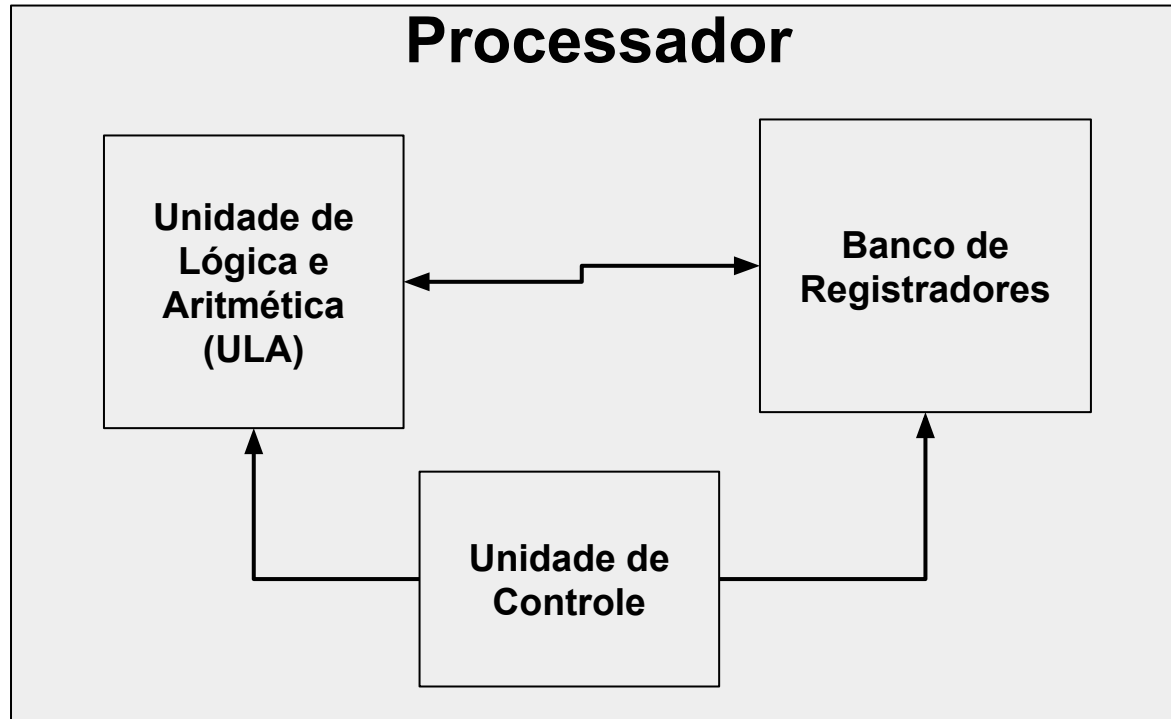 Processador
Unidade de
Lógica e
Aritmética
(ULA)
Banco de
Registradores
Unidade de
Controle